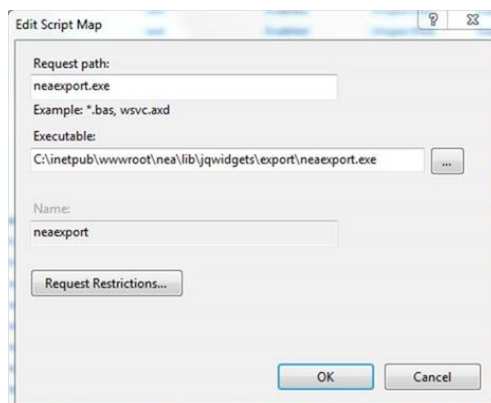 Edit Script Map
?
Request path:
neaexport.exe
Example: *.bas, wsvc.axd
Executable:
C:\inetpub\wwwroot\nea\lib\jqwidgets\export\neaexport.exe
...
Name:
neaexport
Request Restrictions...
OK
Cancel